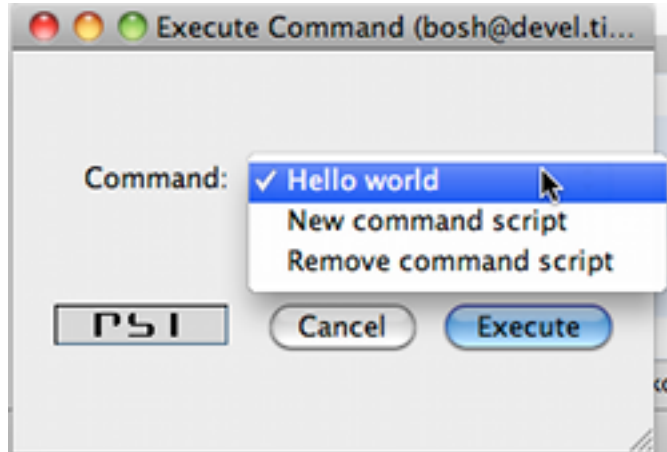 Execute Command (bosh@devel.ti...
Command:
✓ Hello world
New command script
Remove command script
PSI
Cancel
Execute